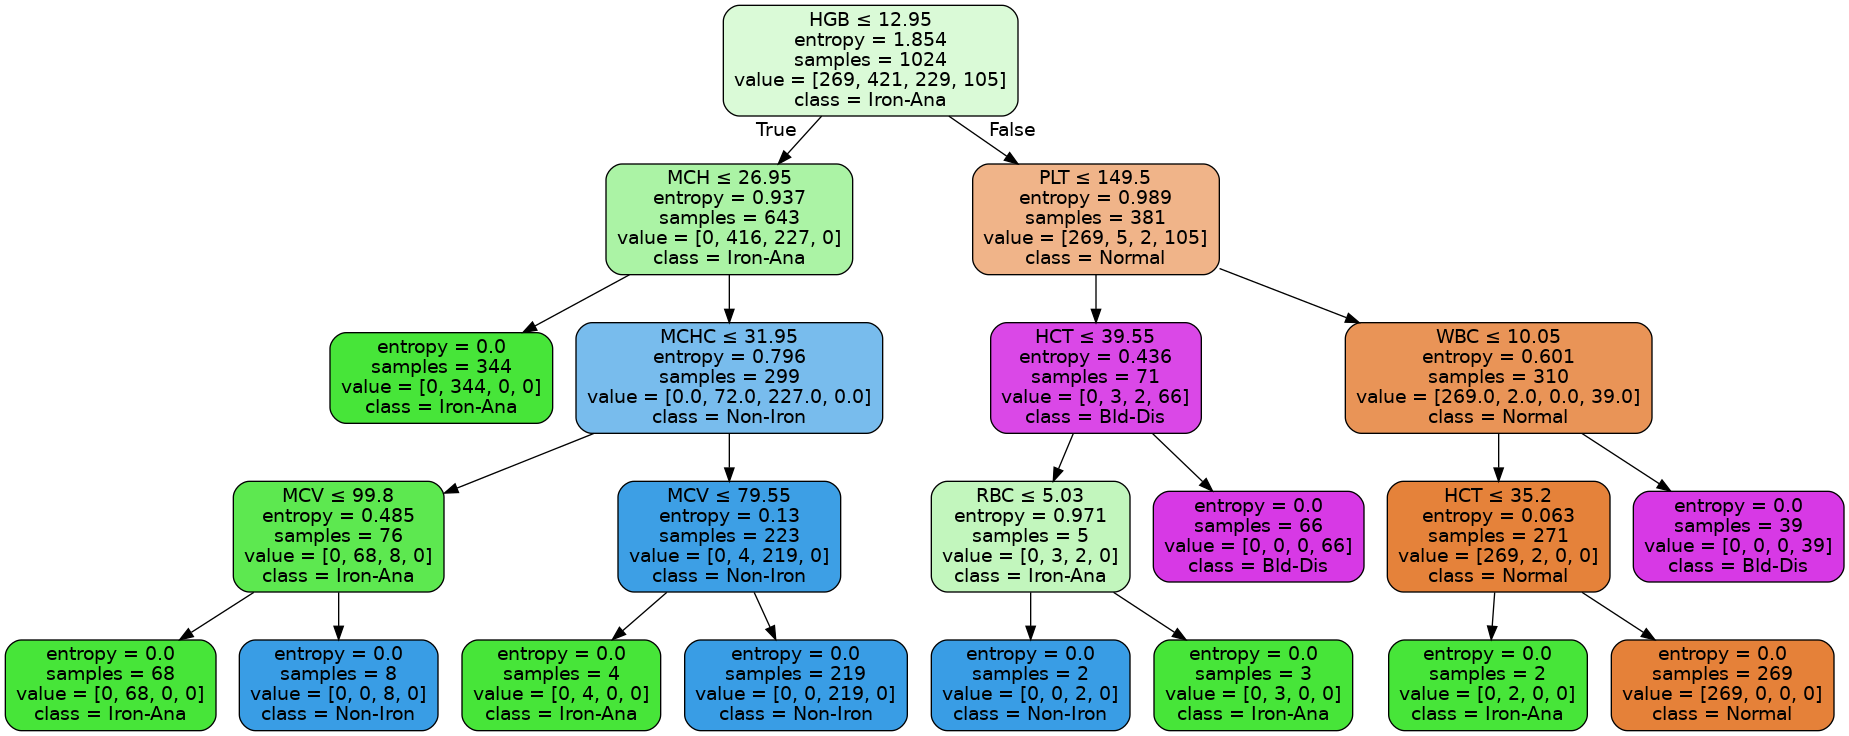 HGB ≤ 12.95
entropy = 1.854
samples = 1024
value = [269, 421, 229, 105]
class = Iron-Ana
True
False
MCH ≤ 26.95
entropy = 0.937
samples = 643
value = [0, 416, 227, 0]
class = Iron-Ana
PLT ≤ 149.5
entropy = 0.989
samples = 381
value = [269, 5, 2, 105]
class = Normal
entropy = 0.0
samples = 344
value = [0, 344, 0, 0]
class = Iron-Ana
MCHC ≤ 31.95
entropy = 0.796
samples = 299
value = [0.0, 72.0, 227.0, 0.0]
class = Non-Iron
HCT ≤ 39.55
entropy = 0.436
samples = 71
value = [0, 3, 2, 66]
class = Bld-Dis
WBC ≤ 10.05
entropy = 0.601
samples = 310
value = [269.0, 2.0, 0.0, 39.0]
class = Normal
MCV ≤ 99.8
entropy = 0.485
samples = 76
value = [0, 68, 8, 0]
class = Iron-Ana
MCV ≤ 79.55
entropy = 0.13
samples = 223
value = [0, 4, 219, 0]
class = Non-Iron
RBC ≤ 5.03
entropy = 0.971
samples = 5
value = [0, 3, 2, 0]
class = Iron-Ana
entropy = 0.0
samples = 66
value = [0, 0, 0, 66]
class = Bld-Dis
HCT ≤ 35.2
entropy = 0.063
samples = 271
value = [269, 2, 0, 0]
class = Normal
entropy = 0.0
samples = 39
value = [0, 0, 0, 39]
class = Bld-Dis
entropy = 0.0
samples = 68
value = [0, 68, 0, 0]
class = Iron-Ana
entropy = 0.0
samples = 8
value = [0, 0, 8, 0]
class = Non-Iron
entropy = 0.0
samples = 4
value = [0, 4, 0, 0]
class = Iron-Ana
entropy = 0.0
samples = 219
value = [0, 0, 219, 0]
class = Non-Iron
entropy = 0.0
samples = 2
value = [0, 0, 2, 0]
class = Non-Iron
entropy = 0.0
samples = 3
value = [0, 3, 0, 0]
class = Iron-Ana
entropy = 0.0
samples = 2
value = [0, 2, 0, 0]
class = Iron-Ana
entropy = 0.0
samples = 269
value = [269, 0, 0, 0]
class = Normal